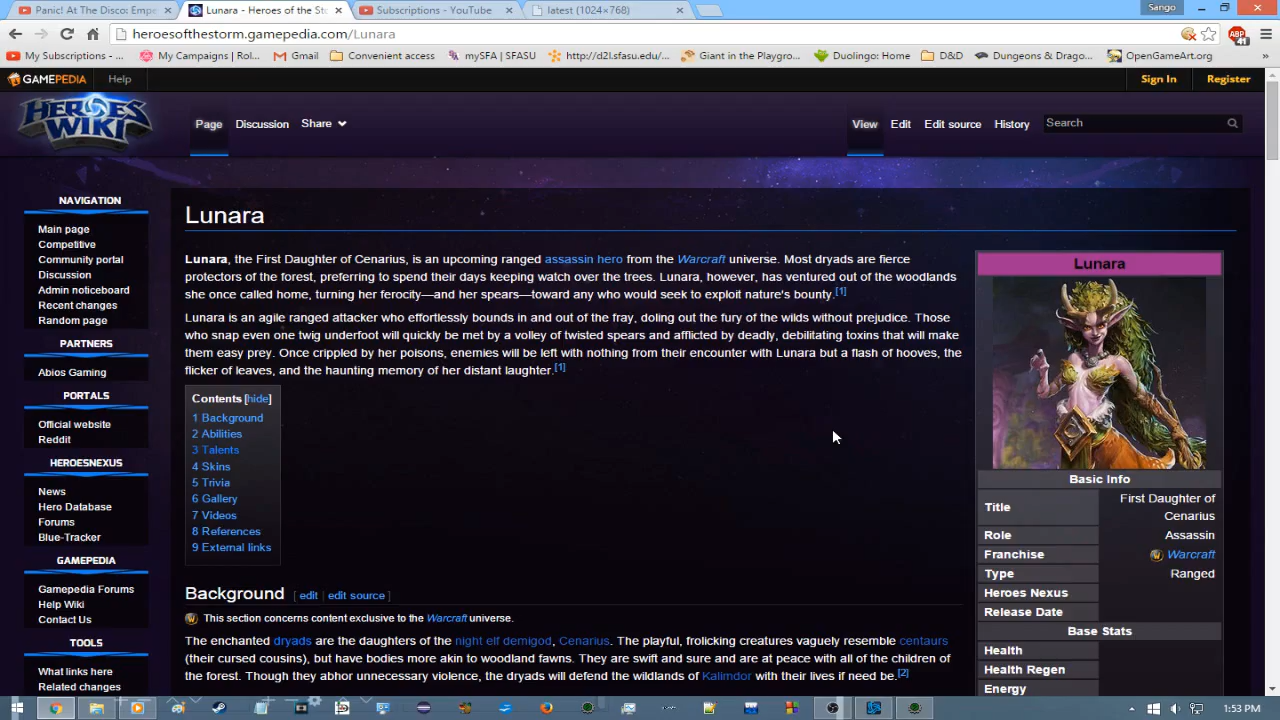 Panic! At The Disco: Empe
Lunara - Heroes of the Sto
Subscriptions - YouTube
latest (1024×768)
Sango
heroesofthestorm.gamepedia.com/Lunara
ABP
41
My Subscriptions - ...
My Campaigns | Rol...
Gmail
Convenient access
mySFA | SFASU
http://d2l.sfasu.edu/...
Giant in the Playgro...
Duolingo: Home
D&D
Dungeons & Drago...
OpenGameArt.org
GAMEPEDIA
Help
Sign In
Register
HEROES
WIKI
Page
Discussion
Share
View
Edit
Edit source
History
Search
NAVIGATION
Main page
Competitive
Community portal
Discussion
Admin noticeboard
Recent changes
Random page
PARTNERS
Abios Gaming
PORTALS
Official website
Reddit
HEROESNEXUS
News
Hero Database
Forums
Blue-Tracker
GAMEPEDIA
Gamepedia Forums
Help Wiki
Contact Us
TOOLS
What links here
Related changes
Lunara
Lunara, the First Daughter of Cenarius, is an upcoming ranged assassin hero from the Warcraft universe. Most dryads are fierce
protectors of the forest, preferring to spend their days keeping watch over the trees. Lunara, however, has ventured out of the woodlands
she once called home, turning her ferocity—and her spears—toward any who would seek to exploit nature's bounty.[1]
Lunara is an agile ranged attacker who effortlessly bounds in and out of the fray, doling out the fury of the wilds without prejudice. Those
who snap even one twig underfoot will quickly be met by a volley of twisted spears and afflicted by deadly, debilitating toxins that will make
them easy prey. Once crippled by her poisons, enemies will be left with nothing from their encounter with Lunara but a flash of hooves, the
flicker of leaves, and the haunting memory of her distant laughter.[1]
Contents [hide]
1 Background
2 Abilities
3 Talents
4 Skins
5 Trivia
6 Gallery
7 Videos
8 References
9 External links
Background [ edit | edit source ]
This section concerns content exclusive to the Warcraft universe.
The enchanted dryads are the daughters of the night elf demigod, Cenarius. The playful, frolicking creatures vaguely resemble centaurs
(their cursed cousins), but have bodies more akin to woodland fawns. They are swift and sure and are at peace with all of the children of
the forest. Though they abhor unnecessary violence, the dryads will defend the wildlands of Kalimdor with their lives if need be.[2]
Lunara
Basic Info
Title First Daughter of
Cenarius
Role Assassin
Franchise Warcraft
Type Ranged
Heroes Nexus
Release Date
Base Stats
Health
Health Regen
Energy
1:53 PM